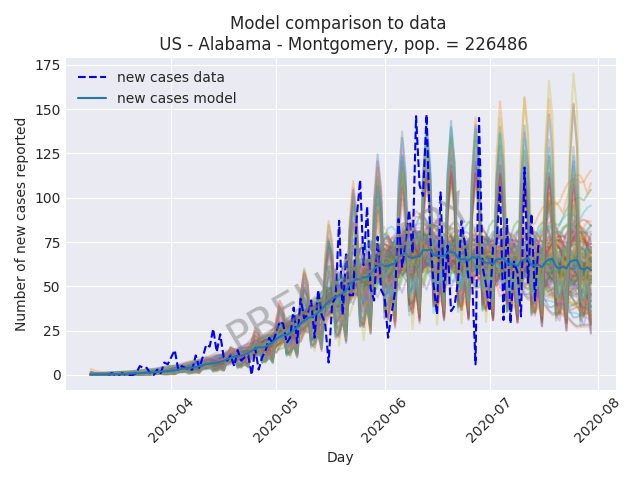 Model comparison to data
US - Alabama - Montgomery, pop. = 226486
new cases data
new cases model
Number of new cases reported
175
150
125
100
75
50
25
0
2020-04
2020-05
2020-06
2020-07
2020-08
Day